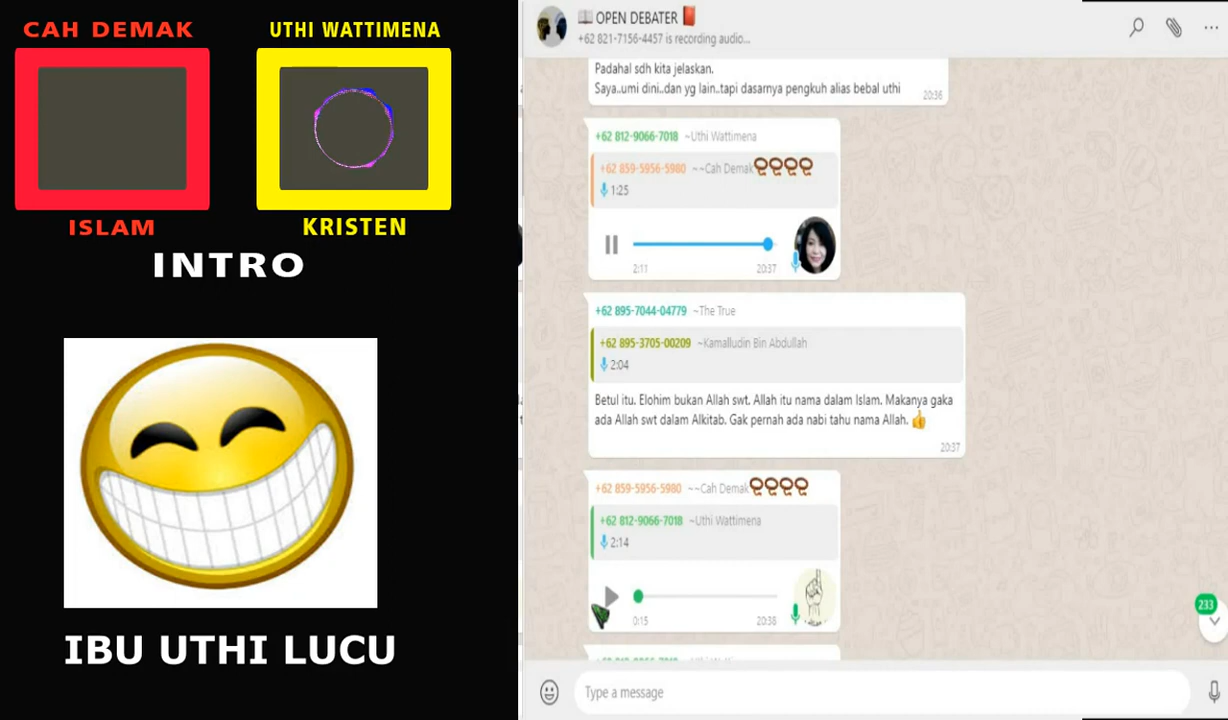 CAH DEMAK
UTHI WATTIMENA
ISLAM
KRISTEN
INTRO
IBU UTHI LUCU
OPEN DEBATER
+62 821-7156-4457 is recording audio...
Padahal sdh kita jelaskan.
Saya..umi dini..dan yg lain..tapi dasarnya pengkuh alias bebal uthi
20:36
+62 812-9066-7018 ~Uthi Wattimena
+62 859-5956-5980 ~~Cah Demak
1:25
2:11 20:37
+62 895-7044-04779 ~The True
+62 895-3705-00209 ~Kamalludin Bin Abdullah
2:04
Betul itu. Elohim bukan Allah swt. Allah itu nama dalam Islam. Makanya gaka
ada Allah swt dalam Alkitab. Gak pernah ada nabi tahu nama Allah.
20:37
+62 859-5956-5980 ~~Cah Demak
+62 812-9066-7018 ~Uthi Wattimena
2:14
0:15 20:38
233
Type a message